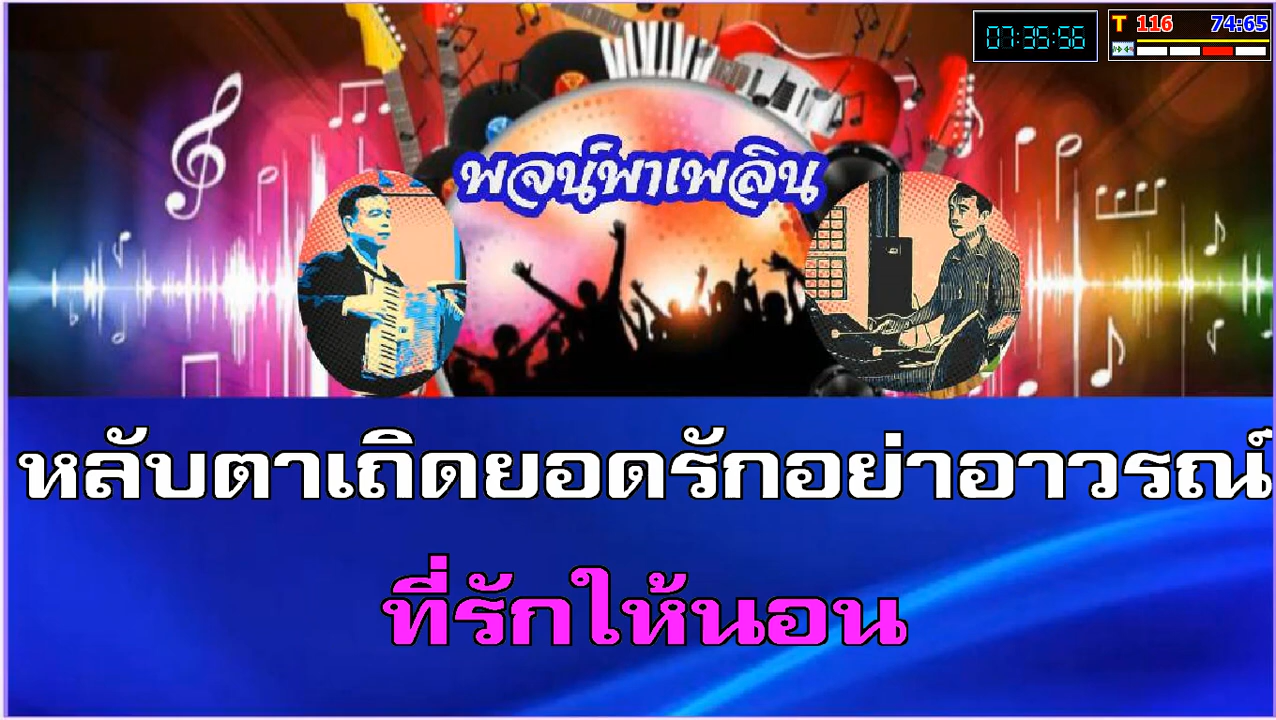 07:35:56
T 116 74:65
พจน์พาเพลิน
หลับตาเถิดยอดรักอย่าอาวรณ์
ที่รักให้นอน